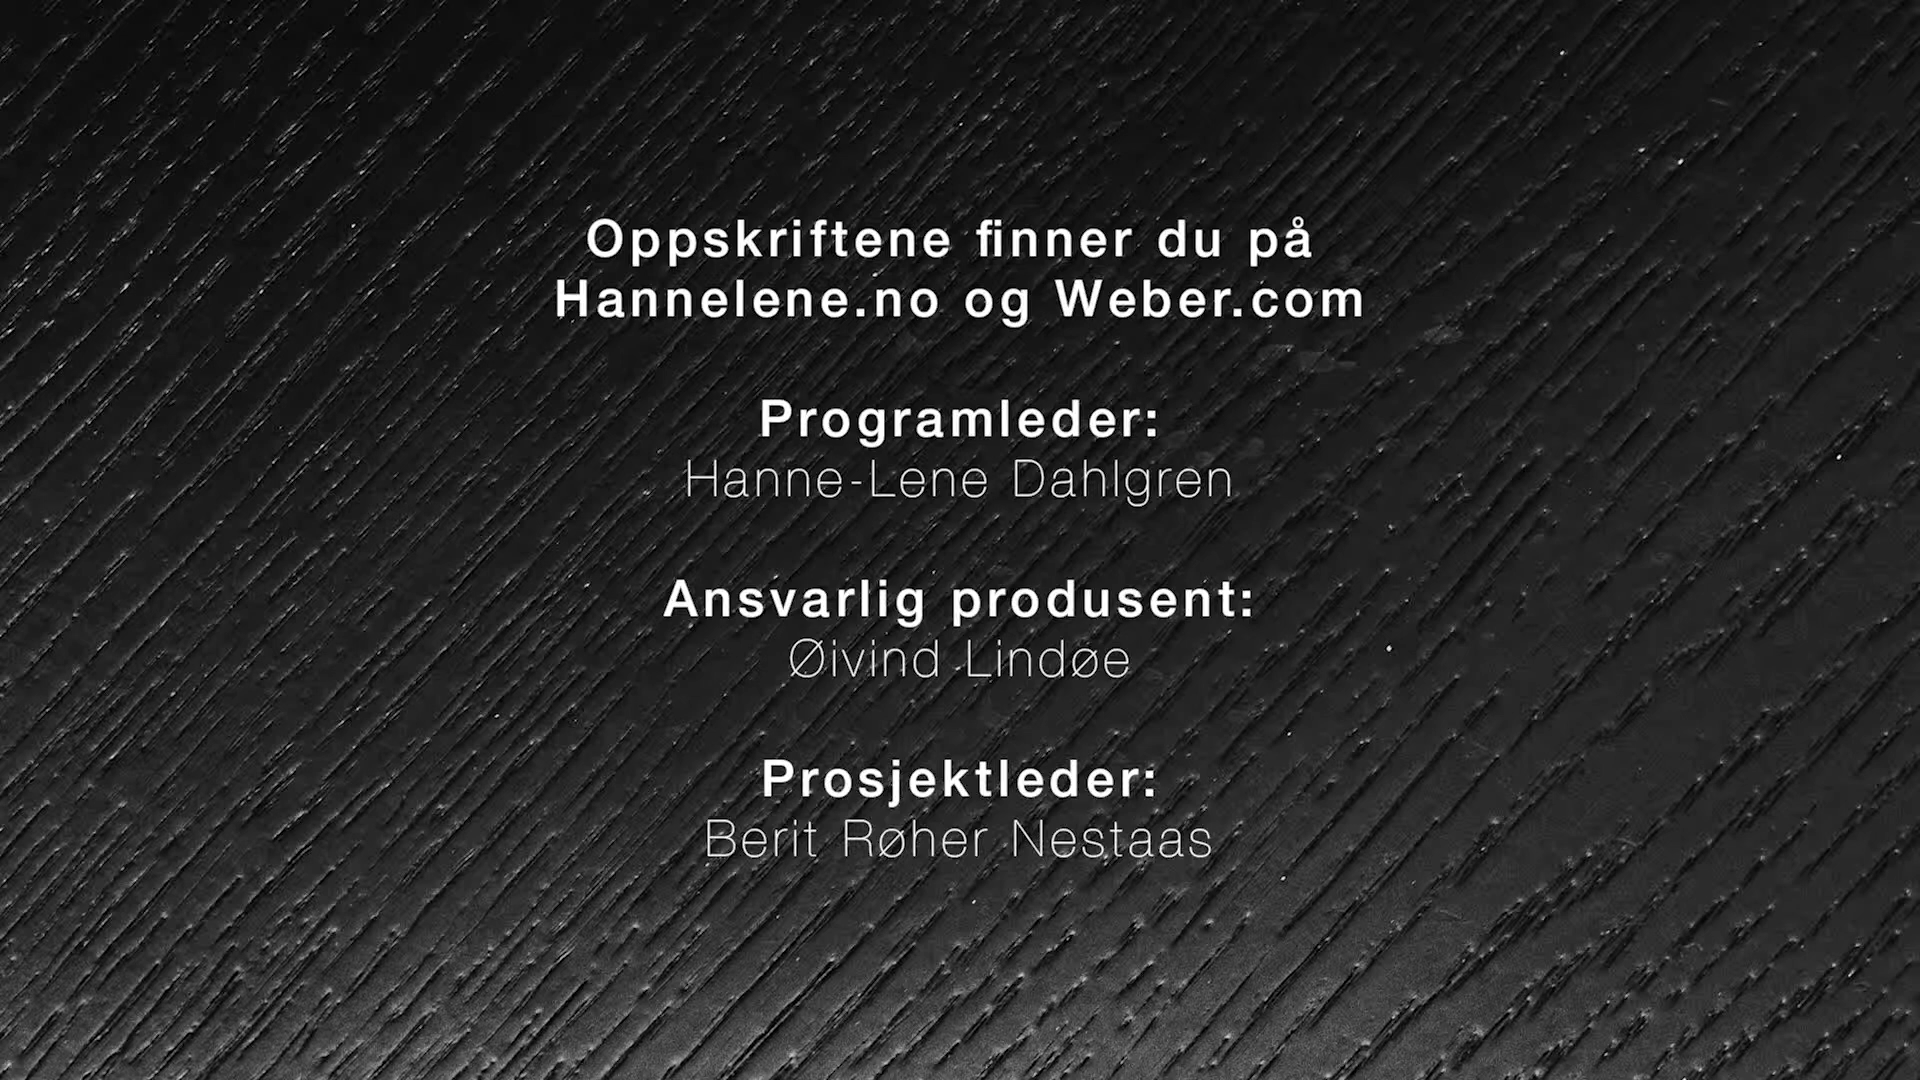 Oppskriftene finner du på
Hannelene.no og Weber.com
Programleder:
Hanne-Lene Dahlgren
Ansvarlig produsent:
Øivind Lindøe
Prosjektleder:
Berit Røher Nestaas